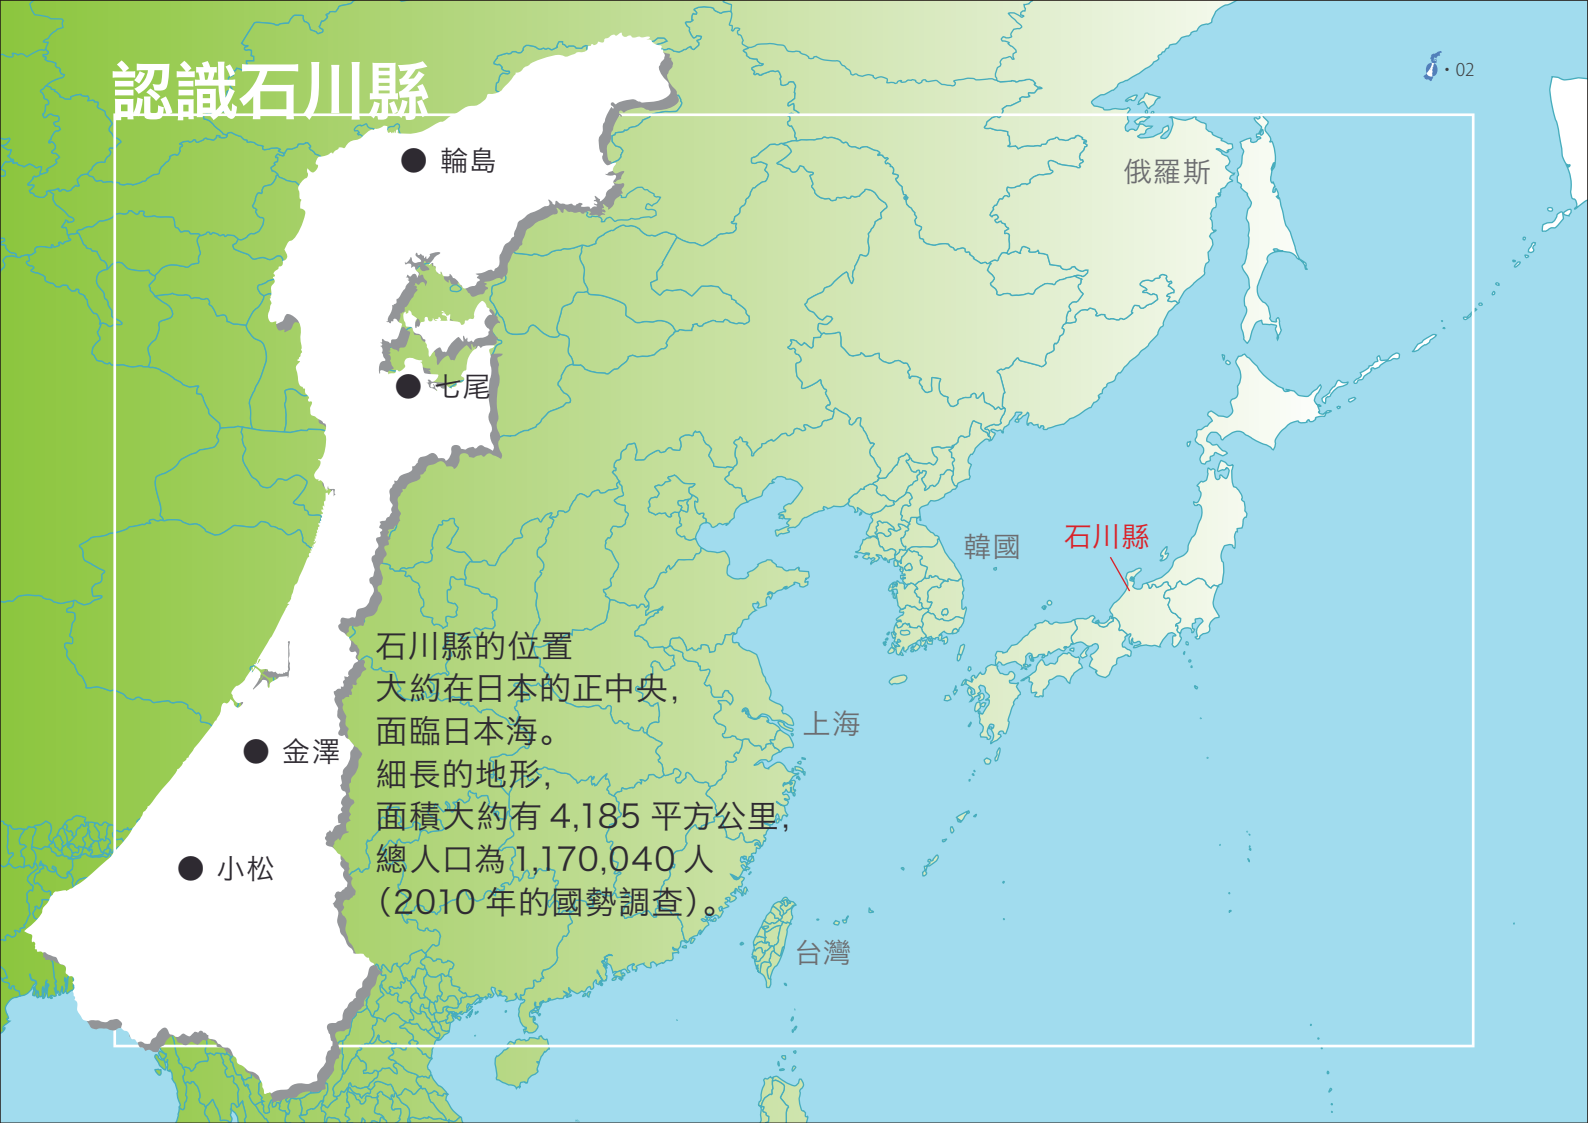 認識石川縣
・02
輪島
俄羅斯
七尾
石川縣
韓國
石川縣的位置
大約在日本的正中央，
面臨日本海。
細長的地形，
面積大約有 4,185 平方公里，
總人口為 1,170,040 人
（2010 年的國勢調查）。
上海
金澤
小松
台灣